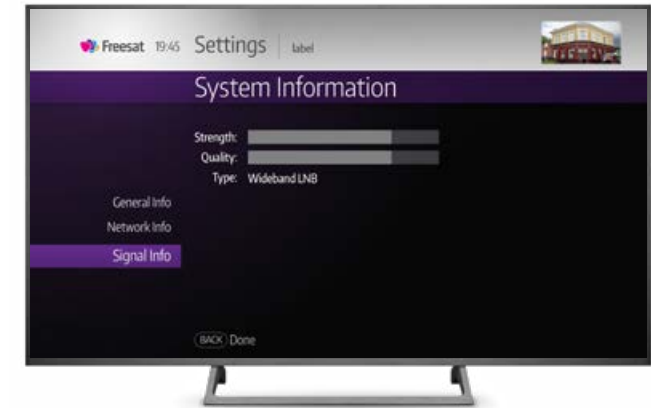 Freesat 19:45 Settings label
System Information
Strength:
Quality:
Type: Wideband LNB
General Info
Network Info
Signal Info
BACK Done